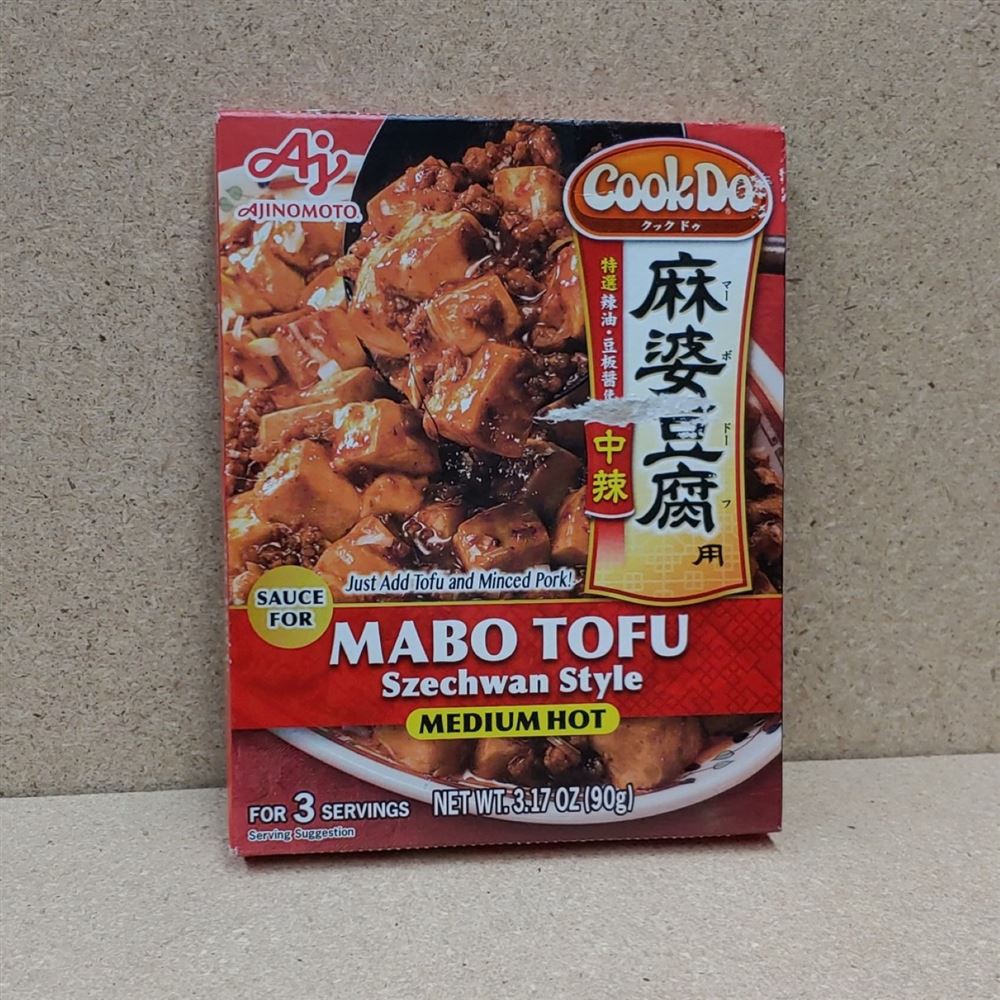 Aj
AJINOMOTO
CookDo®
クックドゥ
麻婆豆腐用
マーボドーフ
特選辣油・豆板醤使
中辣
Just Add Tofu and Minced Pork!
SAUCE
FOR
MABO TOFU
Szechwan Style
MEDIUM HOT
FOR 3 SERVINGS
NET WT. 3.17 OZ (90g)
Serving Suggestion